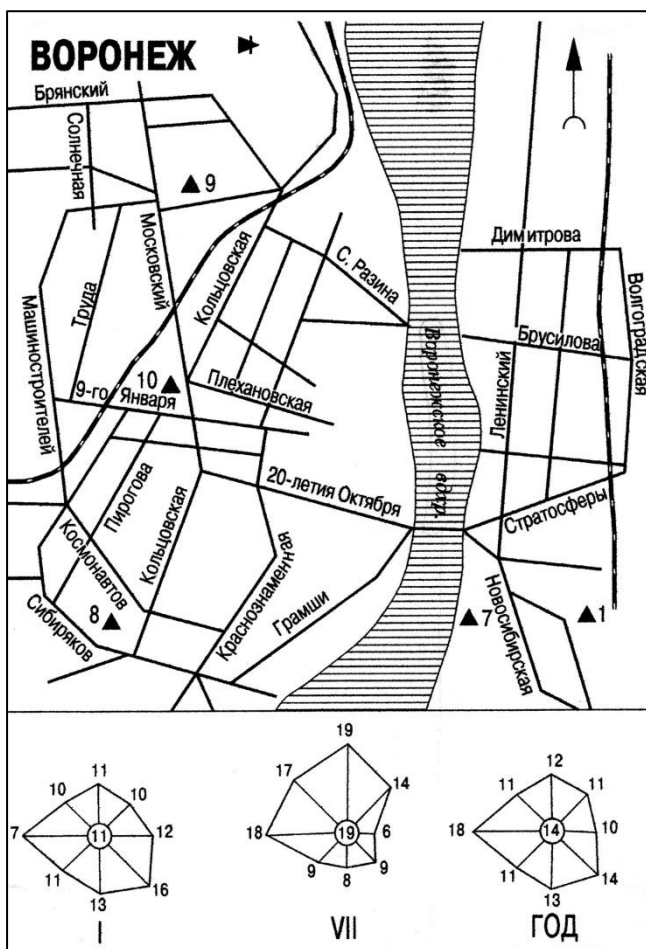 ВОРОНЕЖ
Брянский
Солнечная
9
Московский
Труда
Машиностроителей
Кольцовская
С. Разина
Димитрова
Волгоградская
Брусилова
Ленинский
Воронежское вдхр.
10
9-го Января
Плехановская
20-летия Октября
Стратосферы
Пирогова
Космонавтов
Кольцовская
Краснознаменная
Грамши
Сибиряков
8
7
1
Новосибирская
11
10
10
7
11
12
11
16
13
I
19
17
14
18
19
6
9
9
8
VII
12
11
11
18
14
10
11
14
13
ГОД